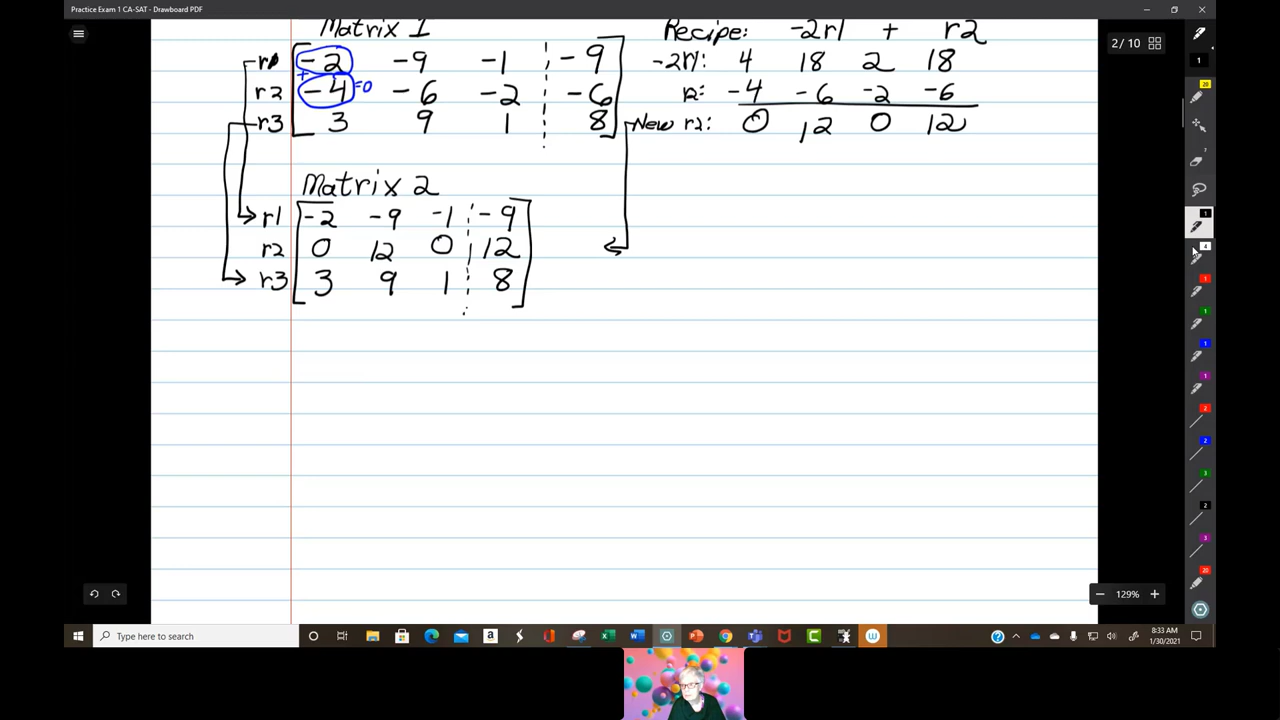 Practice Exam 1 CA-SAT - Drawboard PDF
2 / 10
Matrix 1
r1 -2 -9 -1 -9
+
r2 -4 =0 -6 -2 -6
r3 3 9 1 8
Recipe: -2r1 + r2
-2r1: 4 18 2 18
r2: -4 -6 -2 -6
New r2: 0 12 0 12
Matrix 2
r1 -2 -9 -1 -9
r2 0 12 0 12
r3 3 9 1 8
129%
Type here to search
8:33 AM
1/30/2021